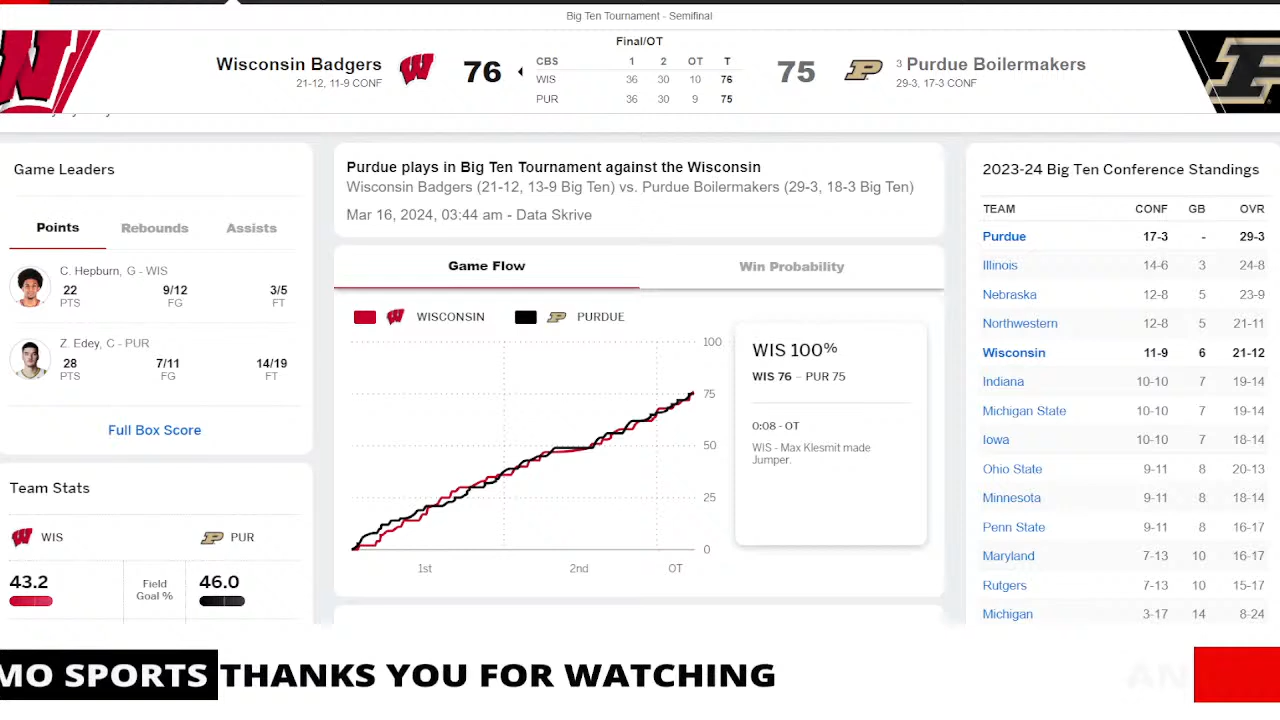 Big Ten Tournament - Semifinal
Final/OT
Wisconsin Badgers
21-12, 11-9 CONF
76
CBS 1 2 OT T
WIS 36 30 10 76
PUR 36 30 9 75
75
3 Purdue Boilermakers
29-3, 17-3 CONF
Game Leaders
Points Rebounds Assists
C. Hepburn, G - WIS
22 9/12 3/5
PTS FG FT
Z. Edey, C - PUR
28 7/11 14/19
PTS FG FT
Full Box Score
Team Stats
WIS PUR
43.2 Field Goal % 46.0
Purdue plays in Big Ten Tournament against the Wisconsin
Wisconsin Badgers (21-12, 13-9 Big Ten) vs. Purdue Boilermakers (29-3, 18-3 Big Ten)
Mar 16, 2024, 03:44 am - Data Skrive
Game Flow Win Probability
WISCONSIN PURDUE
100
75
50
25
0
1st 2nd OT
WIS 100%
WIS 76 – PUR 75
0:08 - OT
WIS - Max Klesmit made
Jumper.
2023-24 Big Ten Conference Standings
TEAM CONF GB OVR
Purdue 17-3 - 29-3
Illinois 14-6 3 24-8
Nebraska 12-8 5 23-9
Northwestern 12-8 5 21-11
Wisconsin 11-9 6 21-12
Indiana 10-10 7 19-14
Michigan State 10-10 7 19-14
Iowa 10-10 7 18-14
Ohio State 9-11 8 20-13
Minnesota 9-11 8 18-14
Penn State 9-11 8 16-17
Maryland 7-13 10 16-17
Rutgers 7-13 10 15-17
Michigan 3-17 14 8-24
MO SPORTS THANKS YOU FOR WATCHING AN